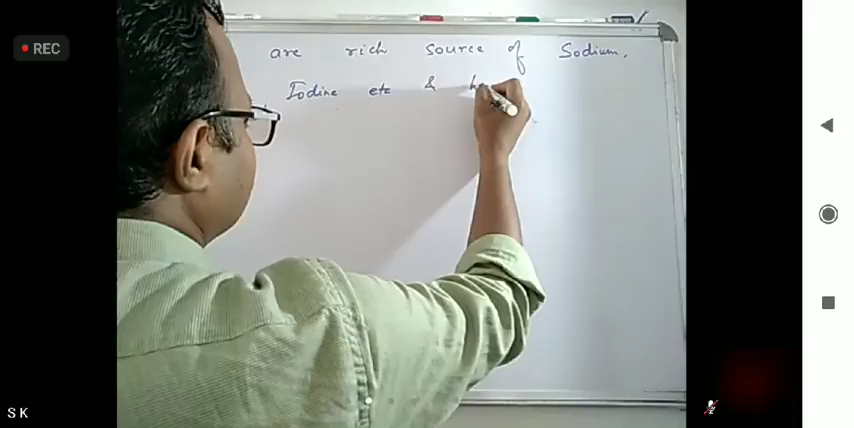 REC
are rich source of Sodium,
Iodine etc &
S K